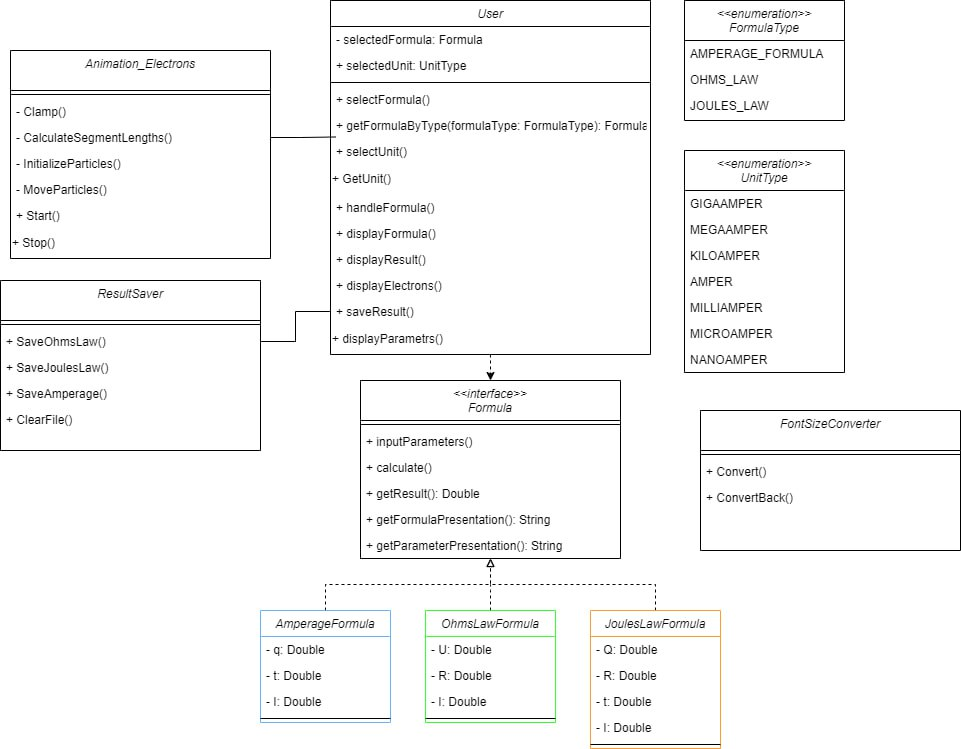 User
- selectedFormula: Formula
+ selectedUnit: UnitType
+ selectFormula()
+ getFormulaByType(formulaType: FormulaType): Formula
+ selectUnit()
+ GetUnit()
+ handleFormula()
+ displayFormula()
+ displayResult()
+ displayElectrons()
+ saveResult()
+ displayParametrs()
<<enumeration>>
FormulaType
AMPERAGE_FORMULA
OHMS_LAW
JOULES_LAW
Animation_Electrons
- Clamp()
- CalculateSegmentLengths()
- InitializeParticles()
- MoveParticles()
+ Start()
+ Stop()
<<enumeration>>
UnitType
GIGAAMPER
MEGAAMPER
KILOAMPER
AMPER
MILLIAMPER
MICROAMPER
NANOAMPER
ResultSaver
+ SaveOhmsLaw()
+ SaveJoulesLaw()
+ SaveAmperage()
+ ClearFile()
<<interface>>
Formula
+ inputParameters()
+ calculate()
+ getResult(): Double
+ getFormulaPresentation(): String
+ getParameterPresentation(): String
FontSizeConverter
+ Convert()
+ ConvertBack()
AmperageFormula
- q: Double
- t: Double
- I: Double
OhmsLawFormula
- U: Double
- R: Double
- I: Double
JoulesLawFormula
- Q: Double
- R: Double
- t: Double
- I: Double